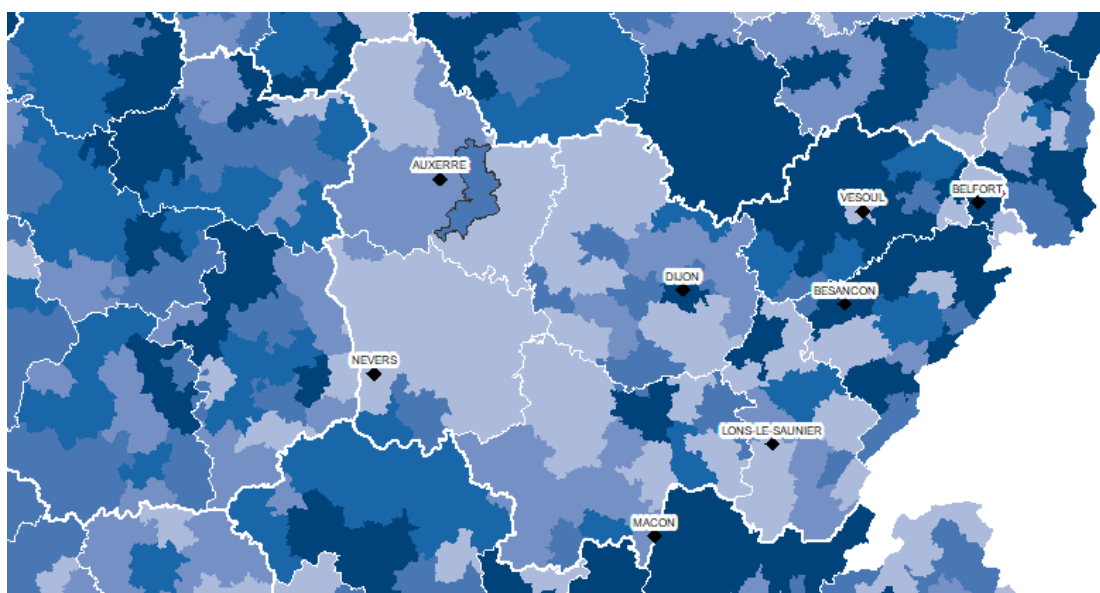 AUXERRE
BELFORT
VESOUL
DIJON
BESANCON
NEVERS
LONS-LE-SAUNIER
MACON